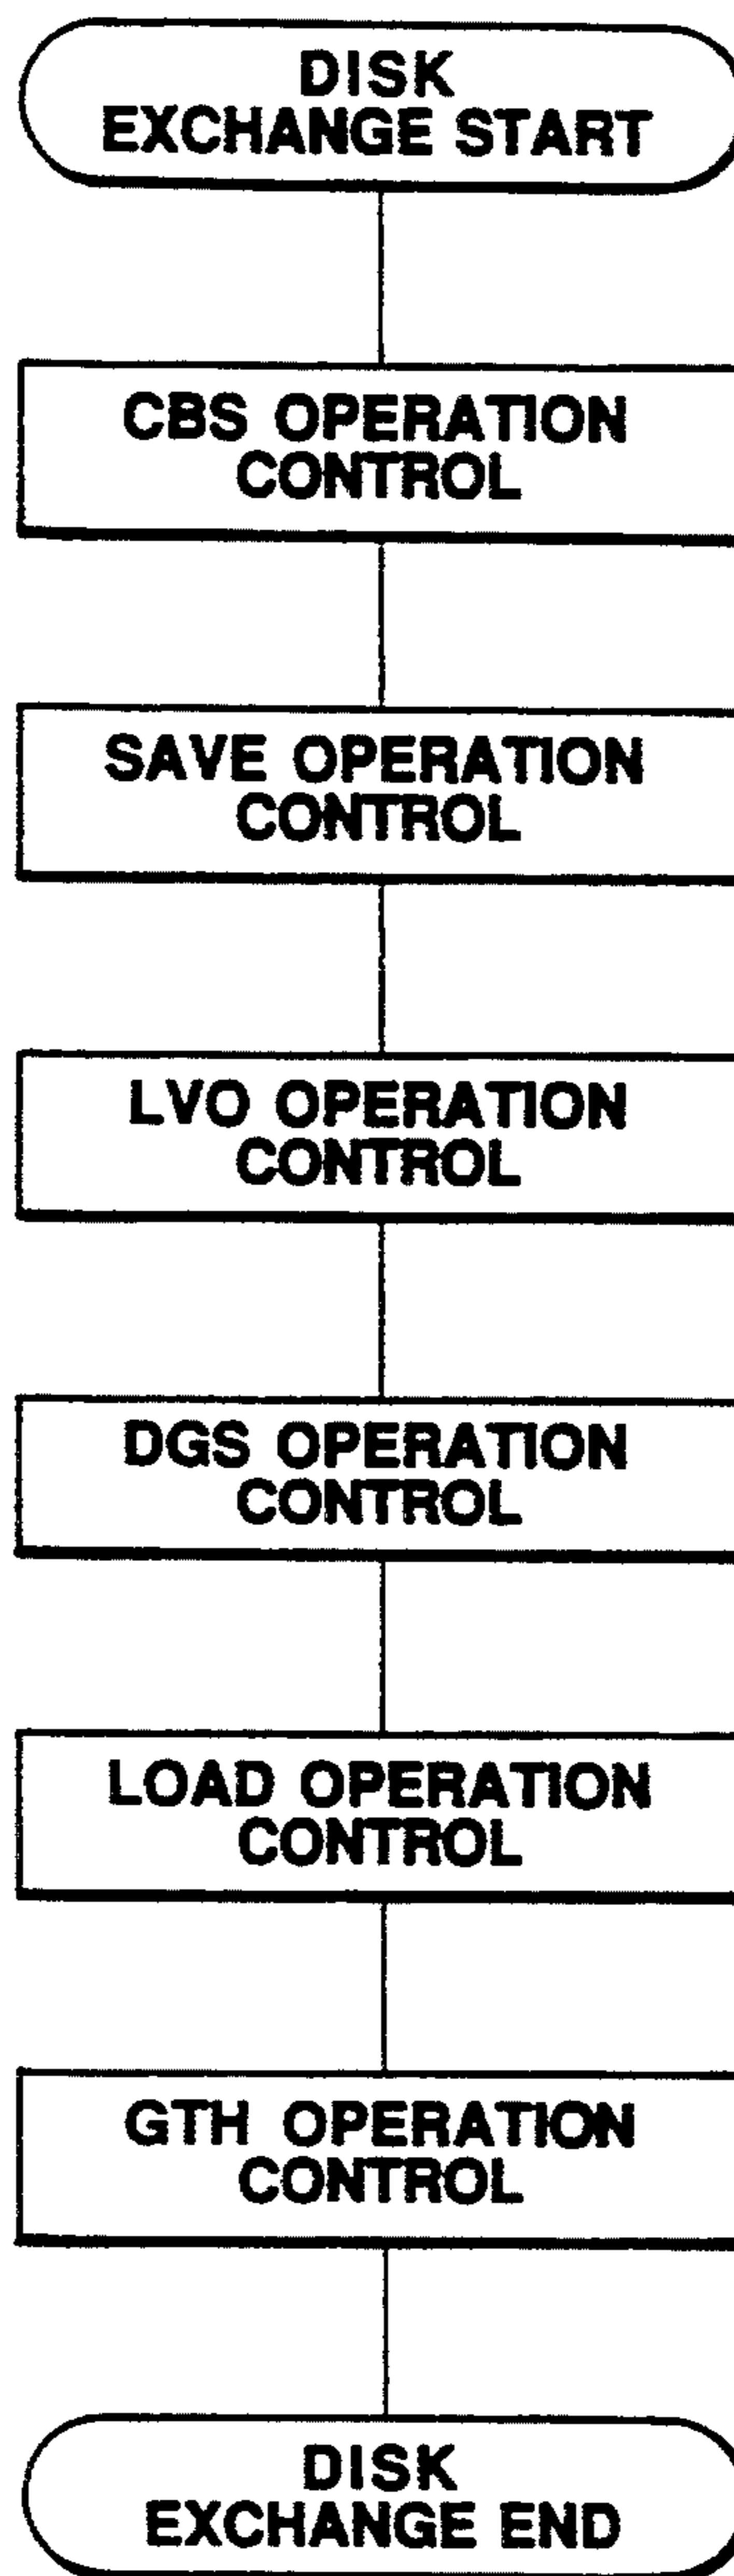 DISK
EXCHANGE START
CBS OPERATION
CONTROL
SAVE OPERATION
CONTROL
LVO OPERATION
CONTROL
DGS OPERATION
CONTROL
LOAD OPERATION
CONTROL
GTH OPERATION
CONTROL
DISK
EXCHANGE END